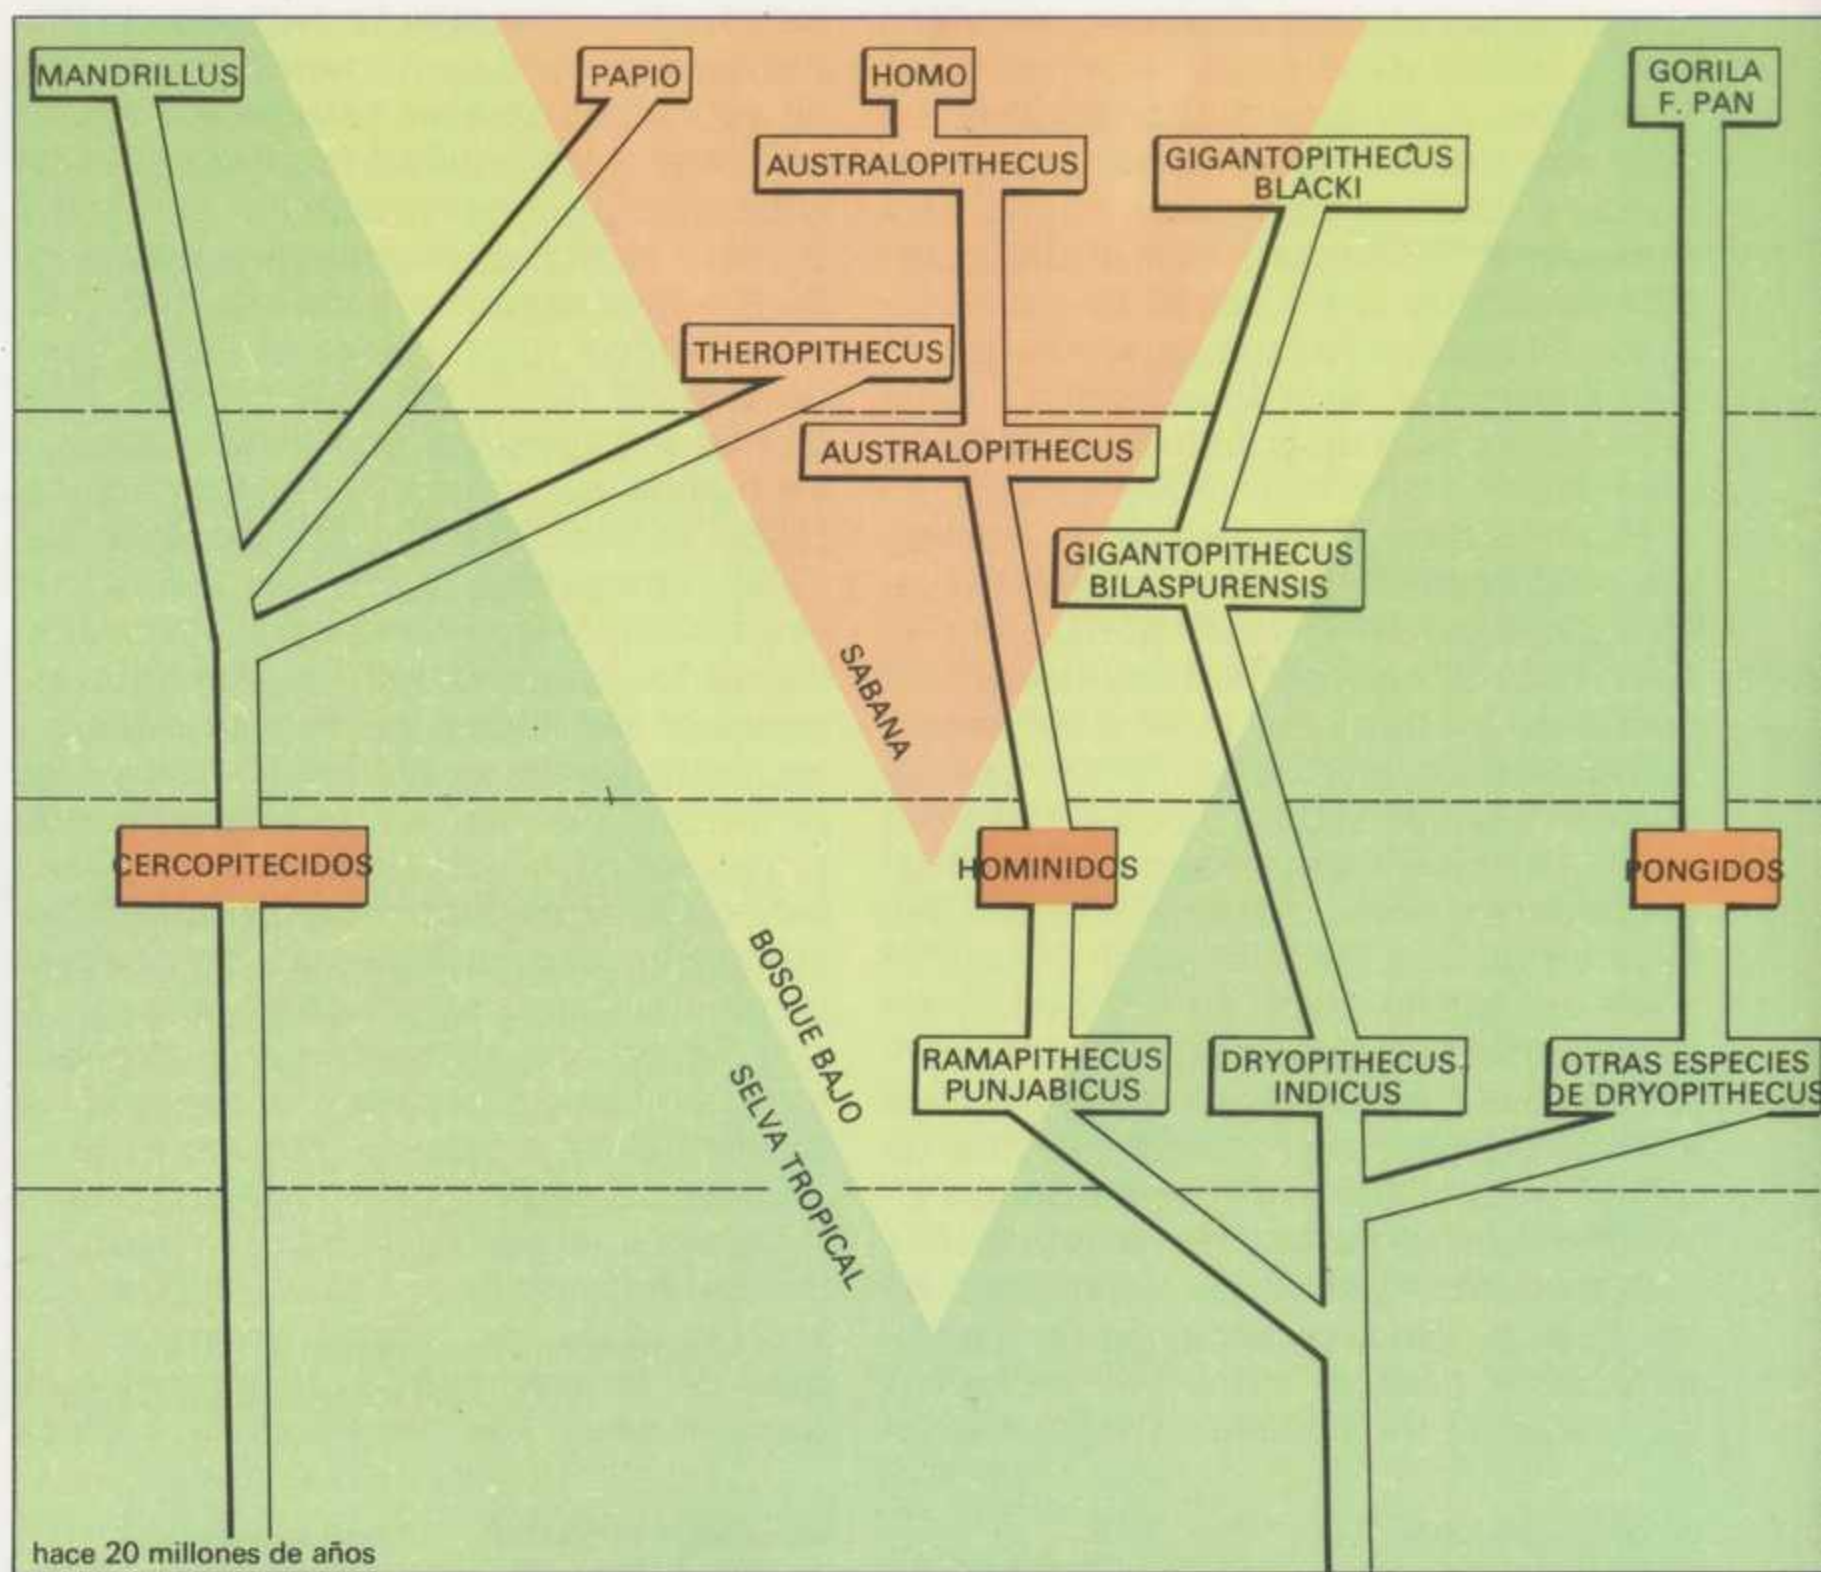 MANDRILLUS
PAPIO
HOMO
GORILA
F. PAN
AUSTRALOPITHECUS
GIGANTOPITHECUS
BLACKI
THEROPITHECUS
AUSTRALOPITHECUS
GIGANTOPITHECUS
BILASPURENSIS
SABANA
CERCOPITECIDOS
HOMINIDOS
PONGIDOS
BOSQUE BAJO
SELVA TROPICAL
RAMAPITHECUS
PUNJABICUS
DRYOPITHECUS
INDICUS
OTRAS ESPECIES
DE DRYOPITHECUS
hace 20 millones de años